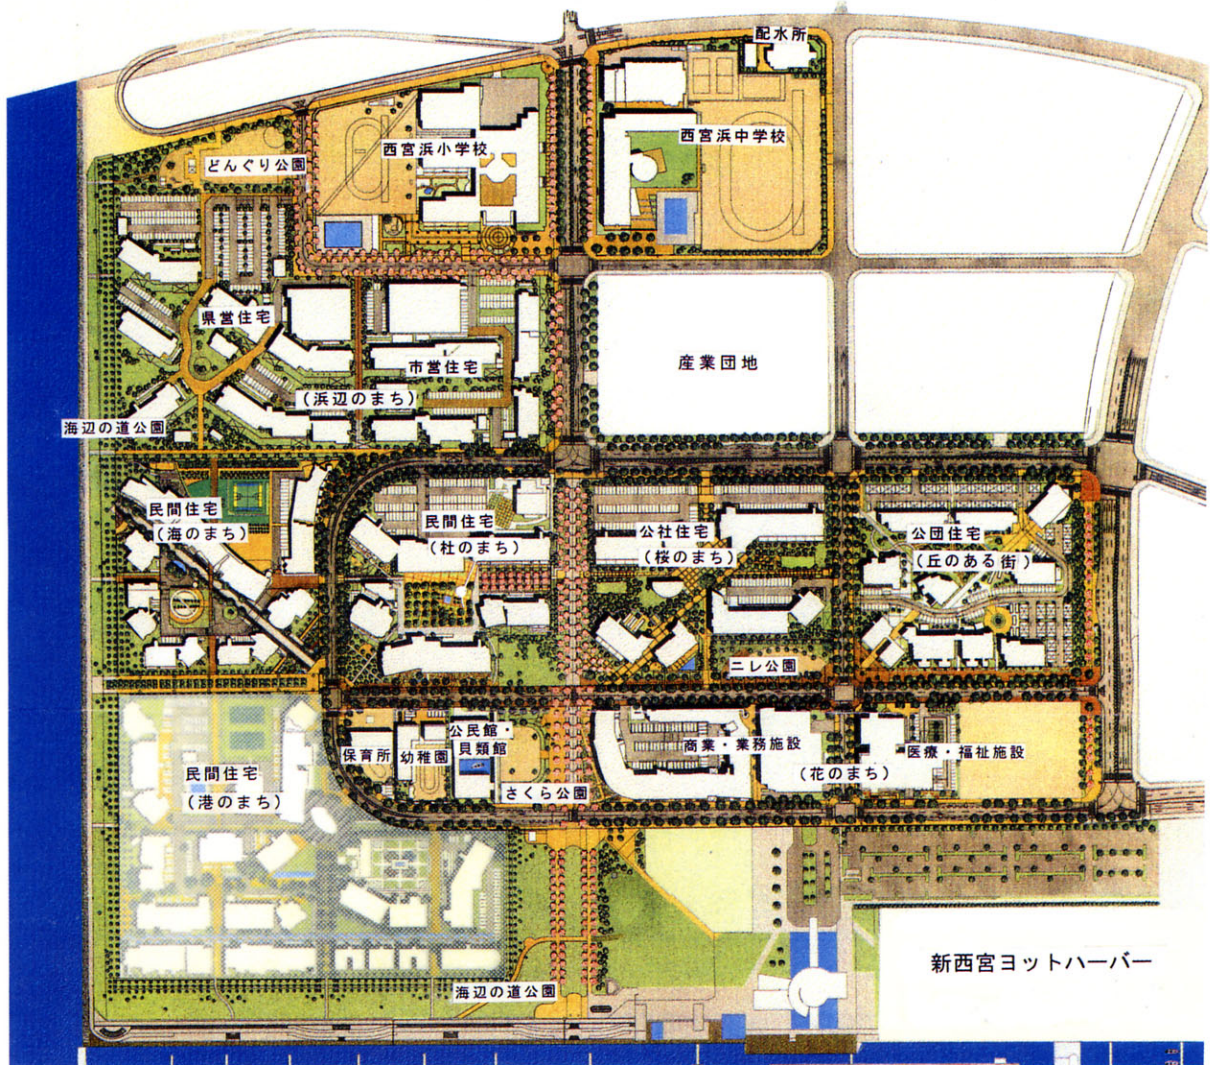 配水所
西宮浜中学校
西宮浜小学校
どんぐり公園
県営住宅
市営住宅
産業団地
(浜辺のまち)
海辺の道公園
民間住宅
(海のまち)
民間住宅
(杜のまち)
公社住宅
(桜のまち)
公団住宅
(丘のある街)
ニレ公園
保育所
幼稚園
公民館・
貝類館
さくら公園
商業・業務施設
(花のまち)
医療・福祉施設
民間住宅
(港のまち)
新西宮ヨットハーバー
海辺の道公園